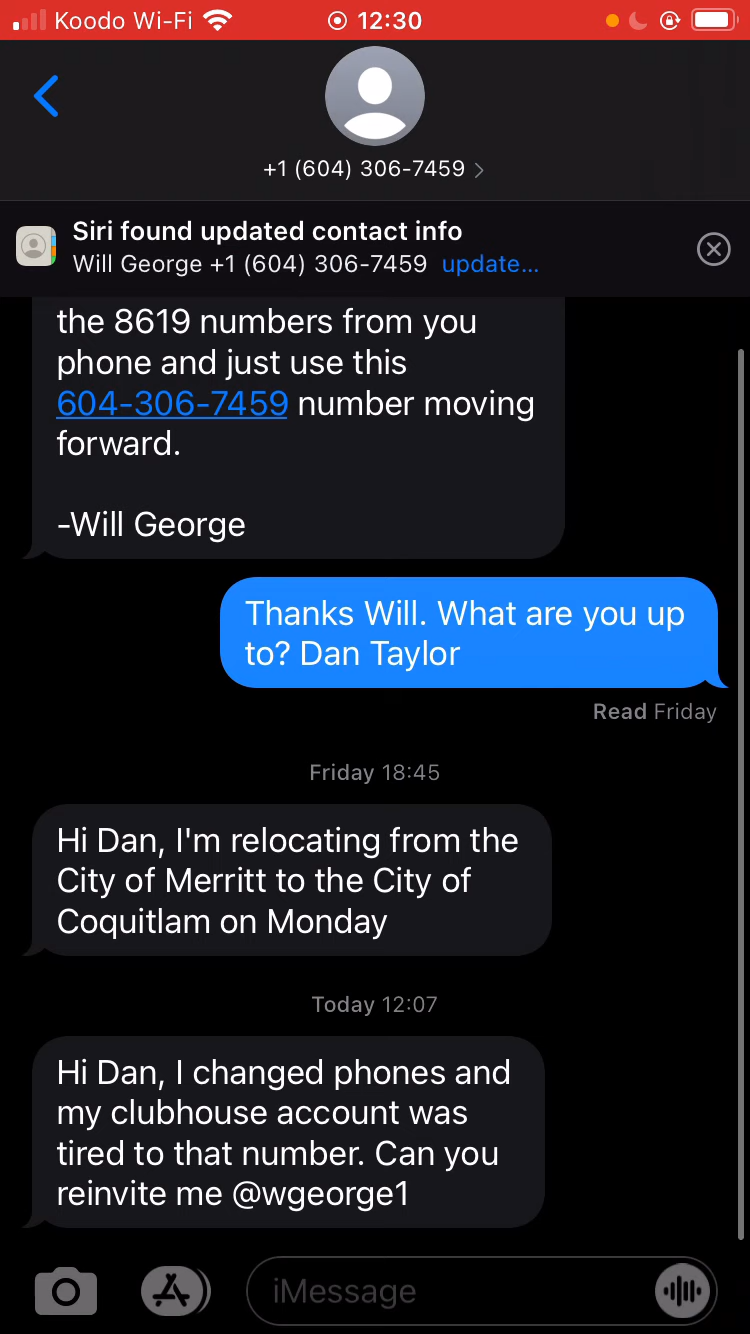 Koodo Wi-Fi 12:30
+1 (604) 306-7459
Siri found updated contact info
Will George +1 (604) 306-7459 update...
the 8619 numbers from you
phone and just use this
604-306-7459 number moving
forward.
-Will George
Thanks Will. What are you up
to? Dan Taylor
Read Friday
Friday 18:45
Hi Dan, I'm relocating from the
City of Merritt to the City of
Coquitlam on Monday
Today 12:07
Hi Dan, I changed phones and
my clubhouse account was
tired to that number. Can you
reinvite me @wgeorge1
iMessage